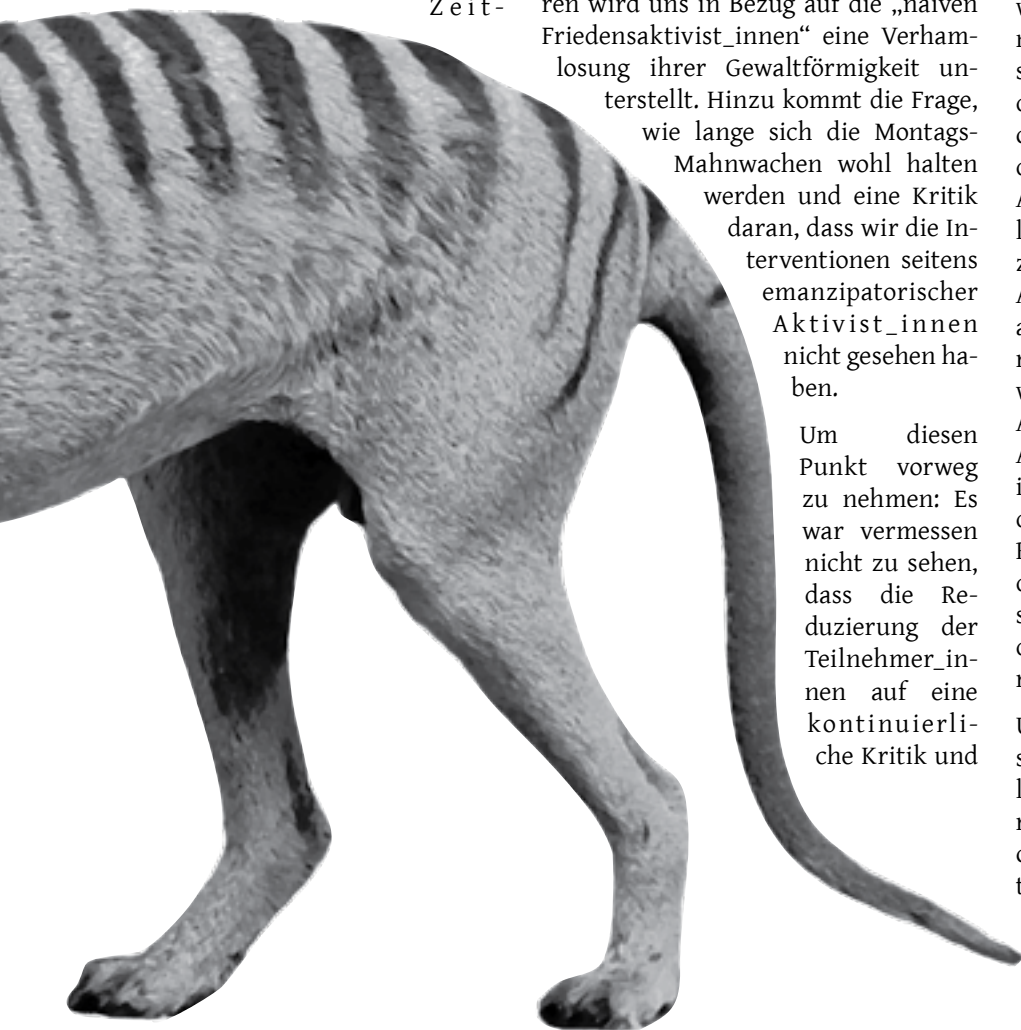 Zeit-
ren wird uns in Bezug auf die „naiven
Friedensaktivist_innen“ eine Verham-
losung ihrer Gewaltförmigkeit un-
terstellt. Hinzu kommt die Frage,
wie lange sich die Montags-
Mahnwachen wohl halten
werden und eine Kritik
daran, dass wir die In-
terventionen seitens
emanzipatorischer
Aktivist_innen
nicht gesehen ha-
ben.
Um diesen
Punkt vorweg
zu nehmen: Es
war vermessen
nicht zu sehen,
dass die Re-
duzierung der
Teilnehmer_in-
nen auf eine
kontinuierli-
che Kritik und